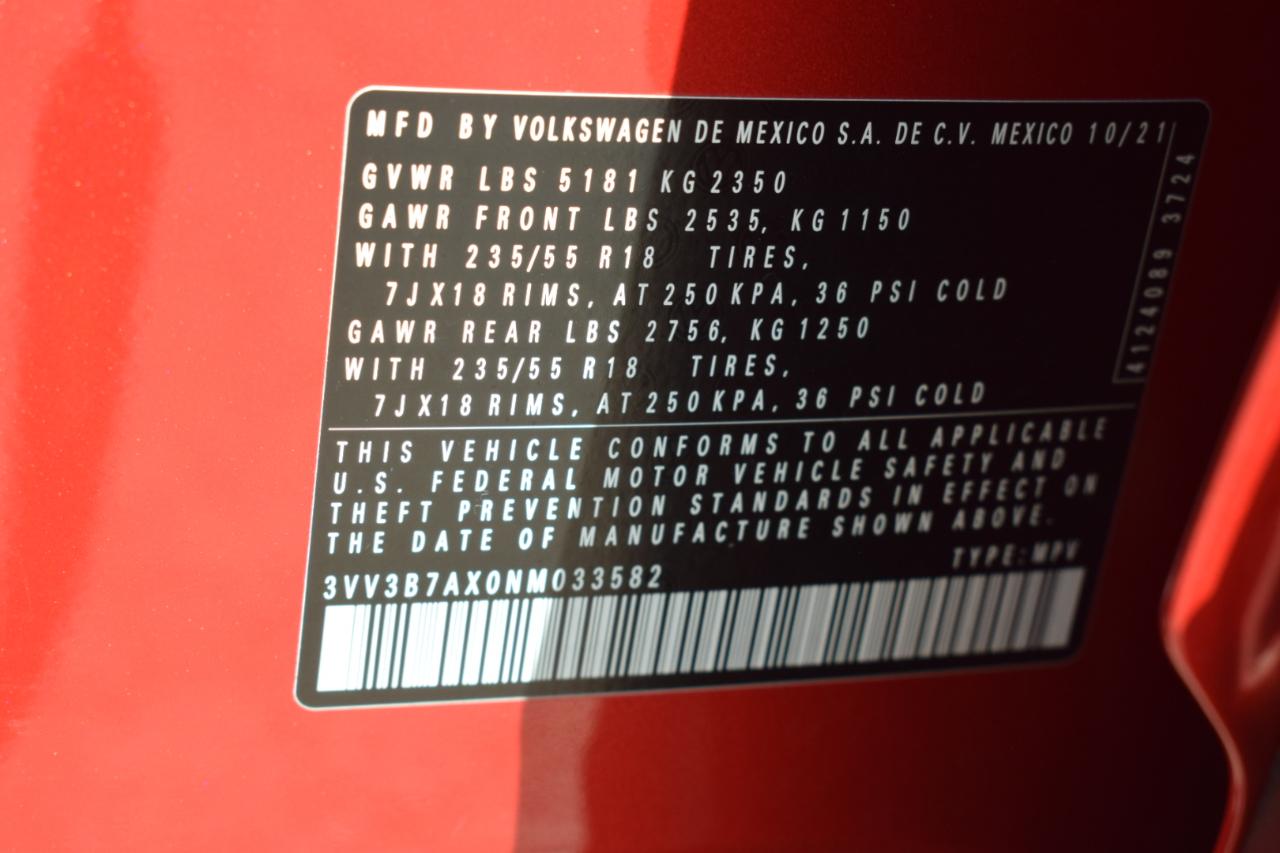 MFD BY VOLKSWAGEN DE MEXICO S.A. DE C.V. MEXICO 10/21
GVWR LBS 5181 KG 2350
GAWR FRONT LBS 2535, KG 1150
WITH 235/55 R18 TIRES,
7JX18 RIMS, AT 250 KPA, 36 PSI COLD
GAWR REAR LBS 2756, KG 1250
WITH 235/55 R18 TIRES,
7JX18 RIMS, AT 250 KPA, 36 PSI COLD
4124089 3724
THIS VEHICLE CONFORMS TO ALL APPLICABLE
U.S. FEDERAL MOTOR VEHICLE SAFETY AND
THEFT PREVENTION STANDARDS IN EFFECT ON
THE DATE OF MANUFACTURE SHOWN ABOVE.
TYPE: MPV
3VV3B7AX0NM033582